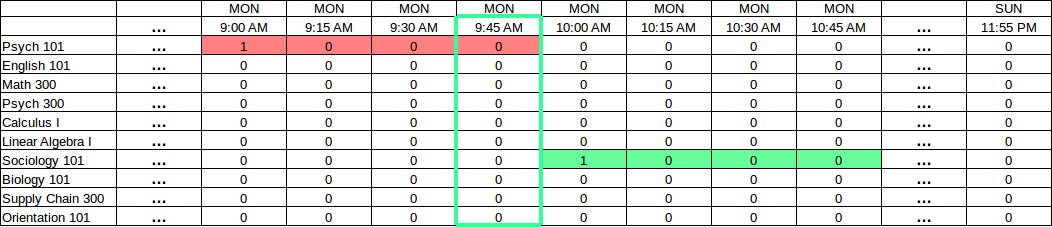 MON MON MON MON MON MON MON MON SUN
... 9:00 AM 9:15 AM 9:30 AM 9:45 AM 10:00 AM 10:15 AM 10:30 AM 10:45 AM ... 11:55 PM
Psych 101 ... 1 0 0 0 0 0 0 0 ... 0
English 101 ... 0 0 0 0 0 0 0 0 ... 0
Math 300 ... 0 0 0 0 0 0 0 0 ... 0
Psych 300 ... 0 0 0 0 0 0 0 0 ... 0
Calculus I ... 0 0 0 0 0 0 0 0 ... 0
Linear Algebra I ... 0 0 0 0 0 0 0 0 ... 0
Sociology 101 ... 0 0 0 0 1 0 0 0 ... 0
Biology 101 ... 0 0 0 0 0 0 0 0 ... 0
Supply Chain 300 ... 0 0 0 0 0 0 0 0 ... 0
Orientation 101 ... 0 0 0 0 0 0 0 0 ... 0